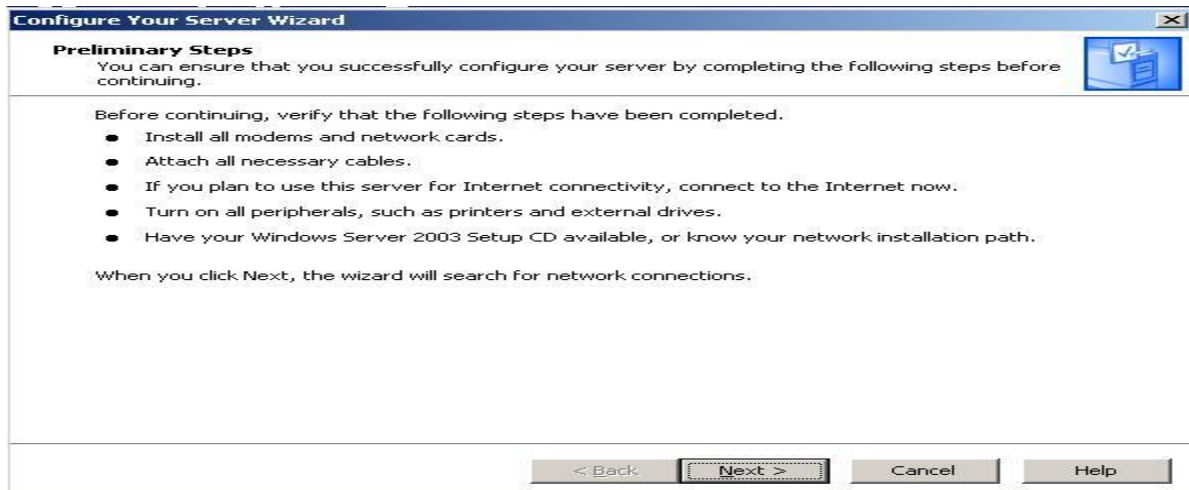 Configure Your Server Wizard
Preliminary Steps
You can ensure that you successfully configure your server by completing the following steps before
continuing.
Before continuing, verify that the following steps have been completed.
Install all modems and network cards.
Attach all necessary cables.
If you plan to use this server for Internet connectivity, connect to the Internet now.
Turn on all peripherals, such as printers and external drives.
Have your Windows Server 2003 Setup CD available, or know your network installation path.
When you click Next, the wizard will search for network connections.
< Back Next > Cancel Help